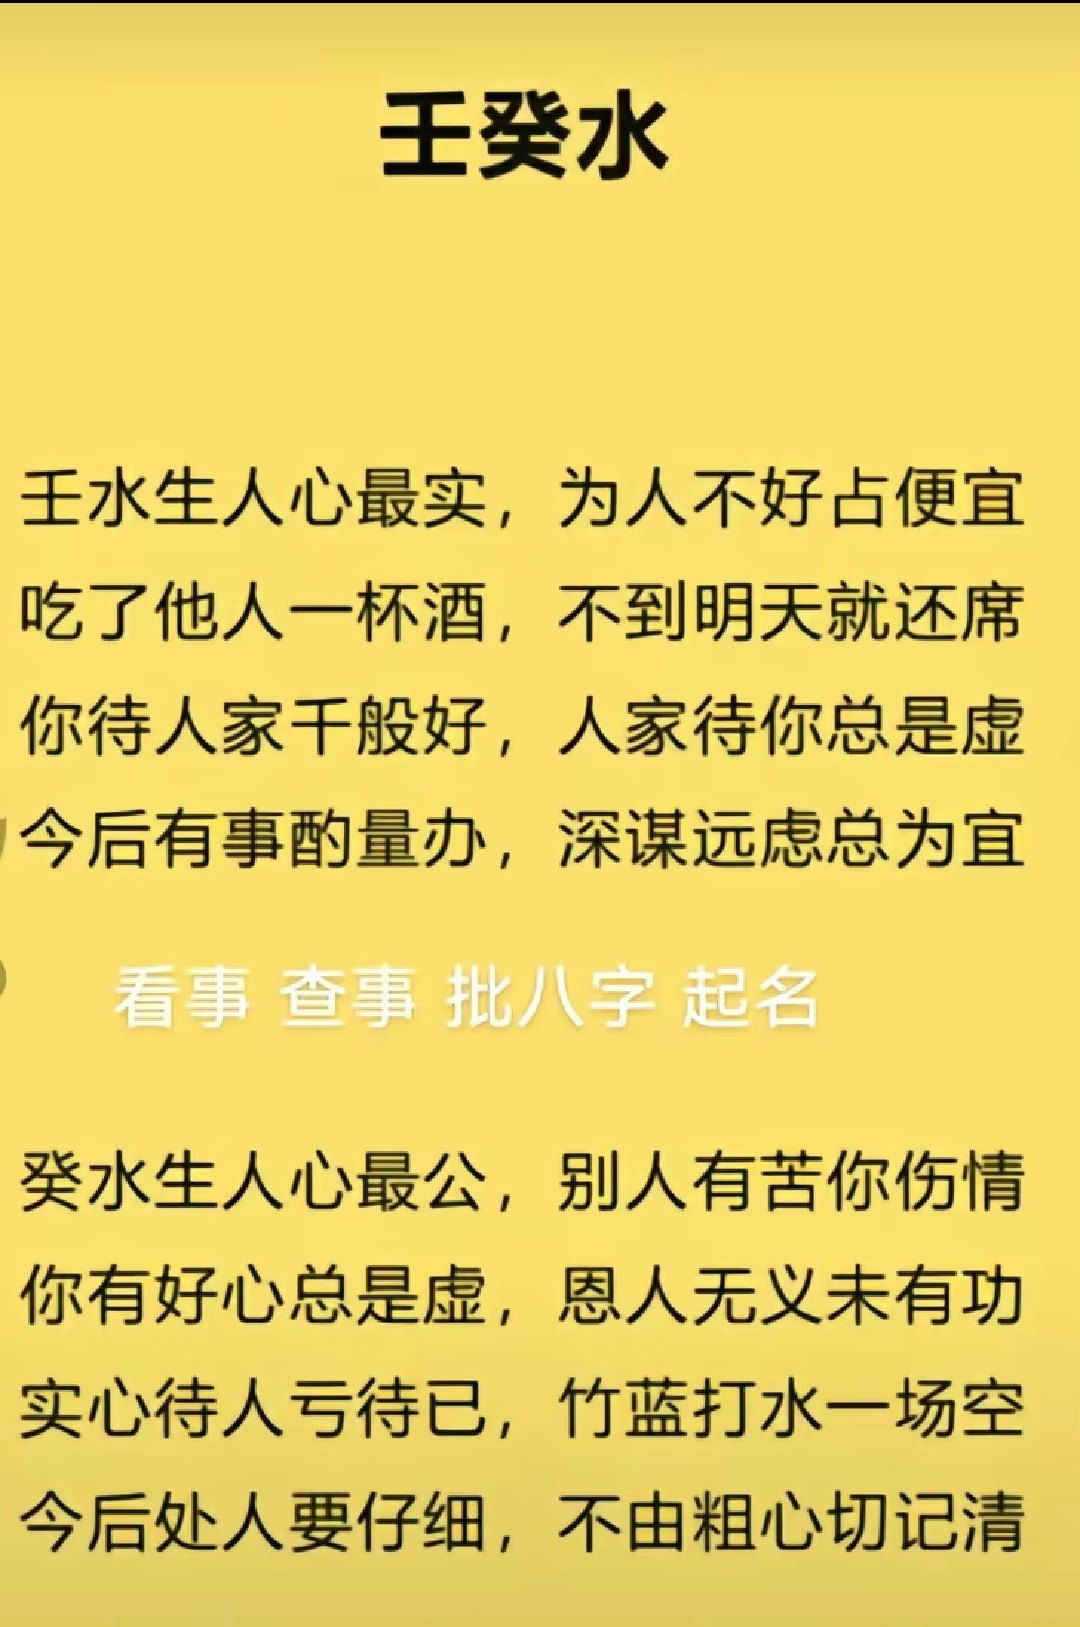 壬癸水
壬水生人心最实，为人不好占便宜
吃了他人一杯酒，不到明天就还席
你待人家千般好，人家待你总是虚
今后有事酌量办，深谋远虑总为宜
看事 查事 批八字 起名
癸水生人心最公，别人有苦你伤情
你有好心总是虚，恩人无义未有功
实心待人亏待已，竹蓝打水一场空
今后处人要仔细，不由粗心切记清